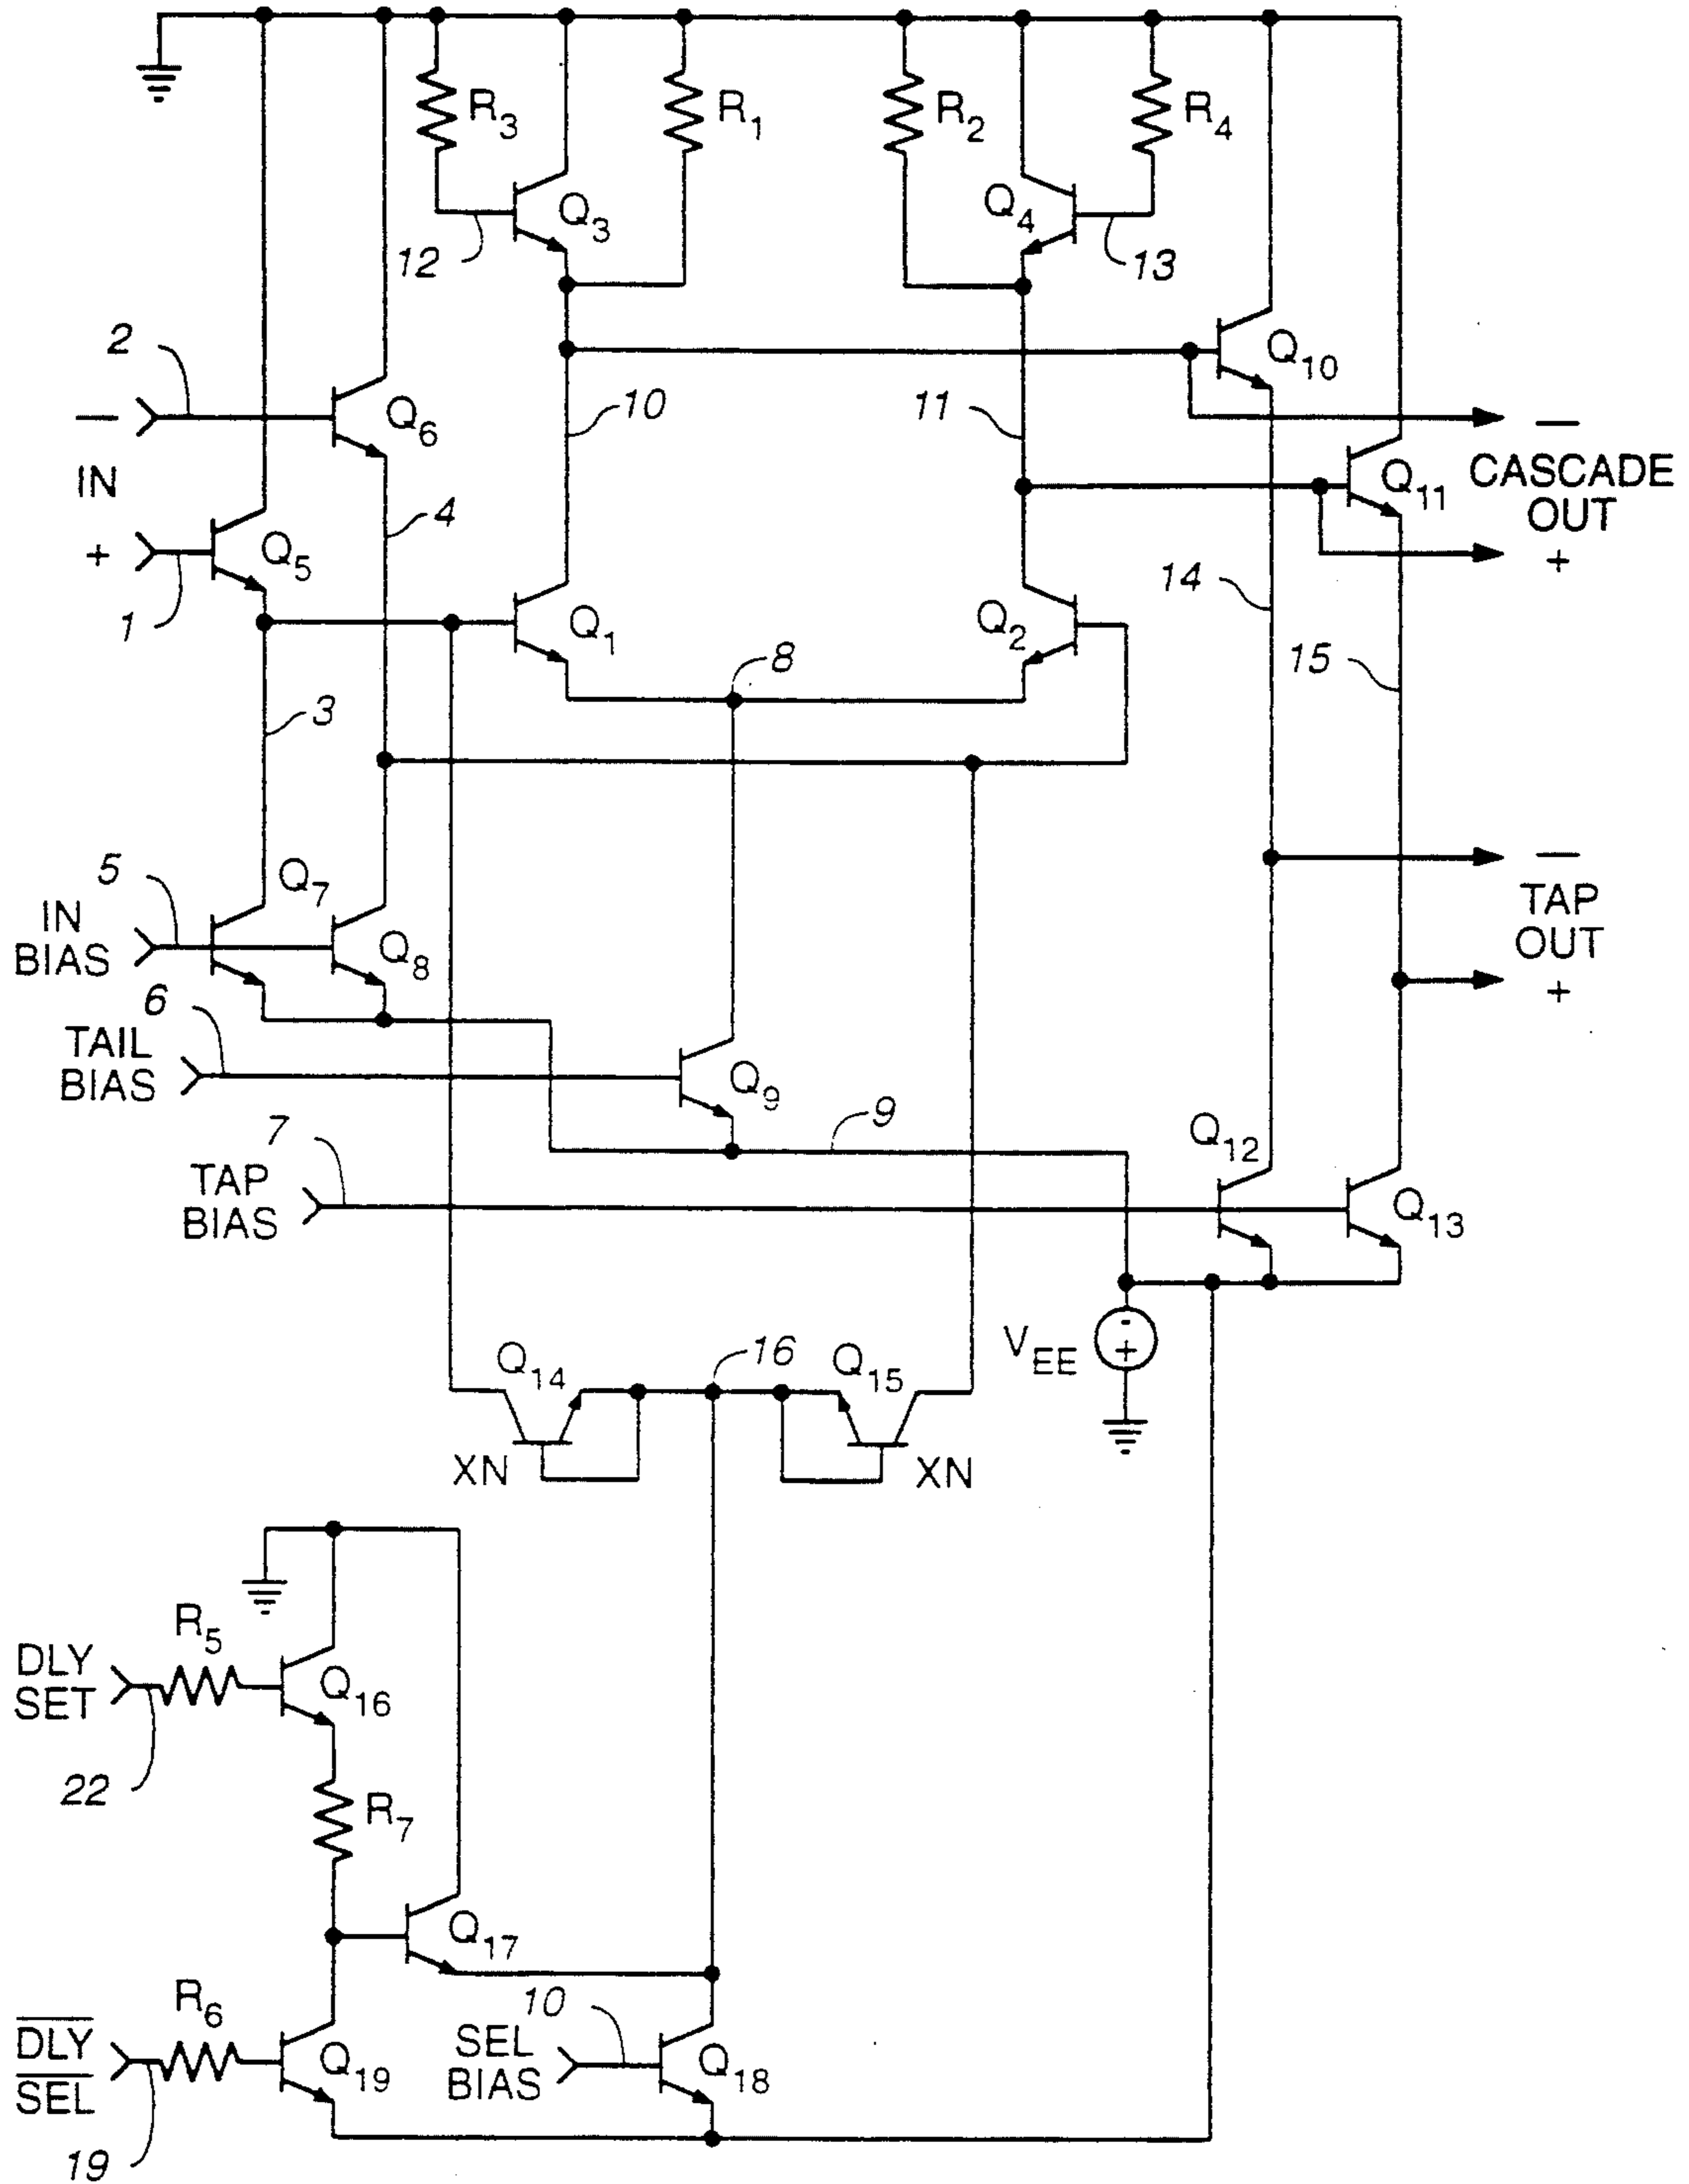 R3
R1
R2
R4
Q3
Q4
12
13
2
Q10
10
11
—
Q6
IN
—
CASCADE
OUT
+
Q11
4
+
Q5
14
1
Q1
Q2
15
8
3
5
Q7
IN
BIAS
Q8
—
TAP
OUT
+
6
TAIL
BIAS
Q9
9
7
Q12
TAP
BIAS
Q13
-
+
VEE
Q14
16
Q15
XN
XN
R5
DLY
SET
Q16
22
R7
Q17
R6
10
DLY
SEL
Q19
SEL
BIAS
Q18
19